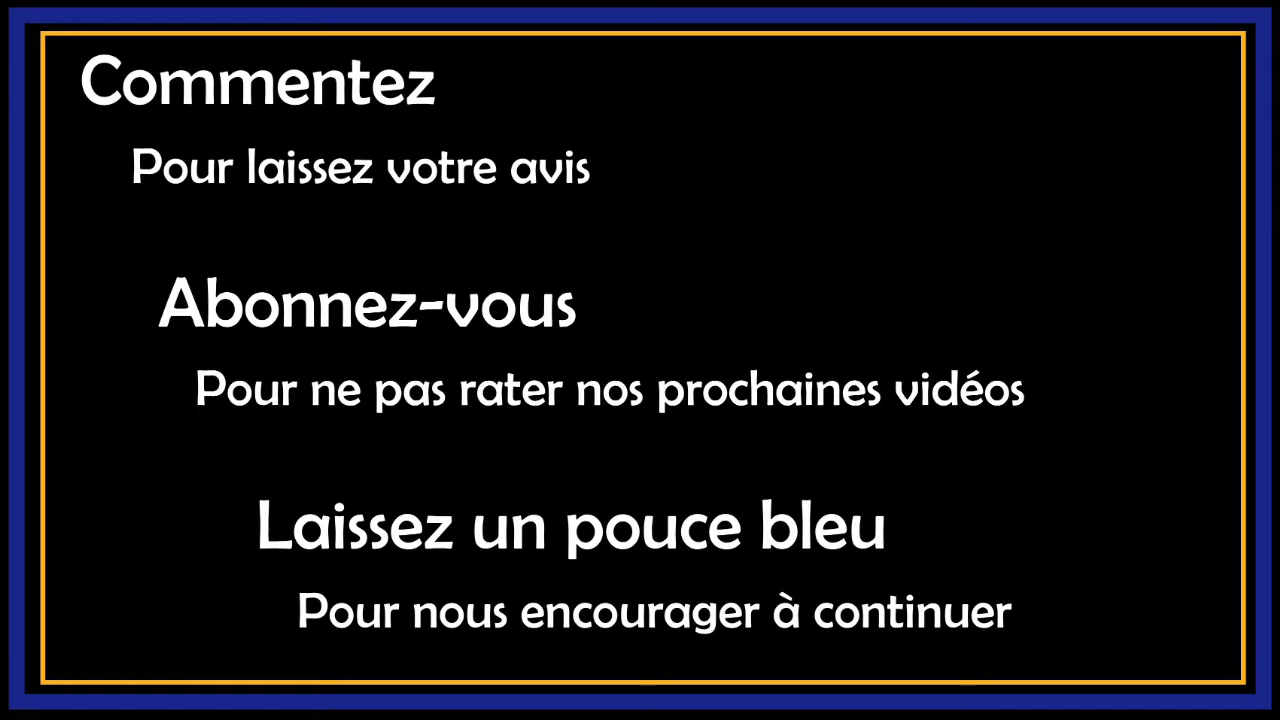 Commentez
Pour laissez votre avis
Abonnez-vous
Pour ne pas rater nos prochaines vidéos
Laissez un pouce bleu
Pour nous encourager à continuer